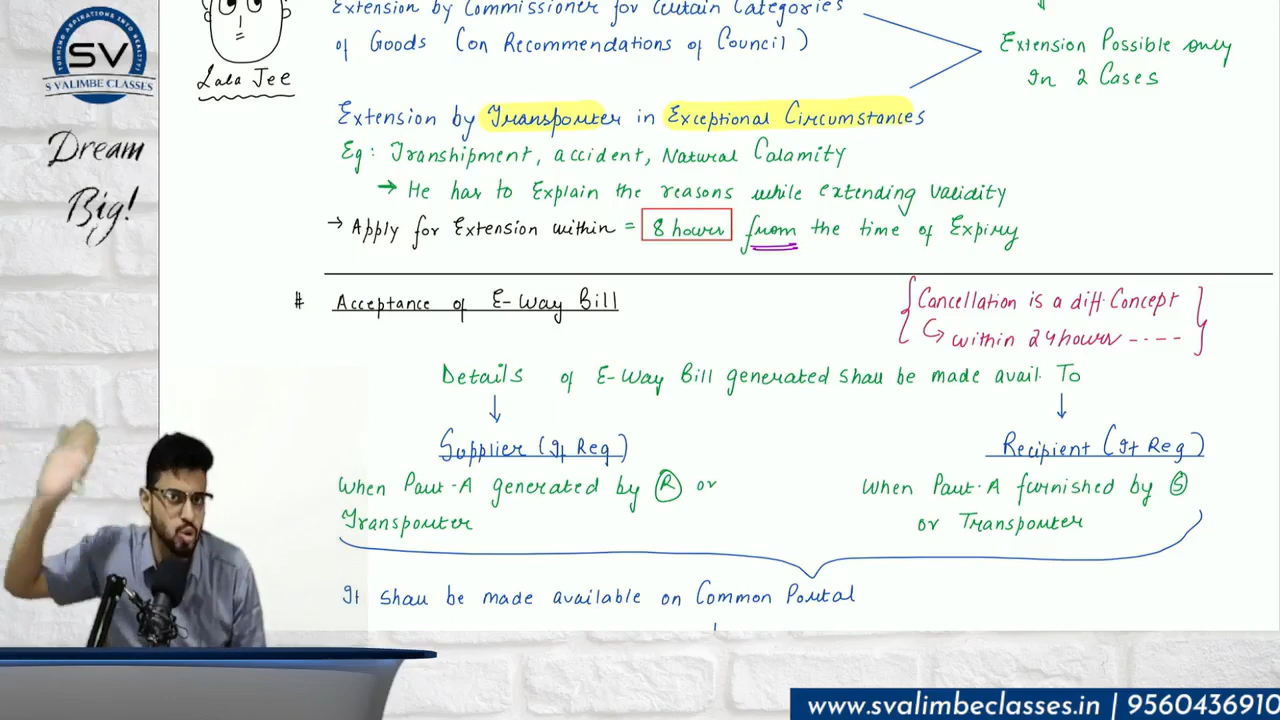 TURNING ASPIRATIONS INTO REALITY
SV
S VALIMBE CLASSES
Dream
Big!
Lala Jee
Extension by Commissioner for Certain Categories
of Goods (on Recommendations of Council)
Extension Possible only
In 2 Cases
Extension by Transporter in Exceptional Circumstances
Eg: Transhipment, accident, Natural Calamity
→ He has to Explain the reasons while extending validity
→ Apply for Extension within = 8 hours from the time of Expiry
# Acceptance of E-Way Bill
{Cancellation is a diff. Concept
↳ within 24 hours ----}
Details of E-Way Bill generated shall be made avail. To
Supplier (If Reg)
When Part-A generated by (R) or
Transporter
Recipient (If Reg)
When Part-A furnished by (S)
or Transporter
It shall be made available on Common Portal
www.svalimbeclasses.in | 9560436910